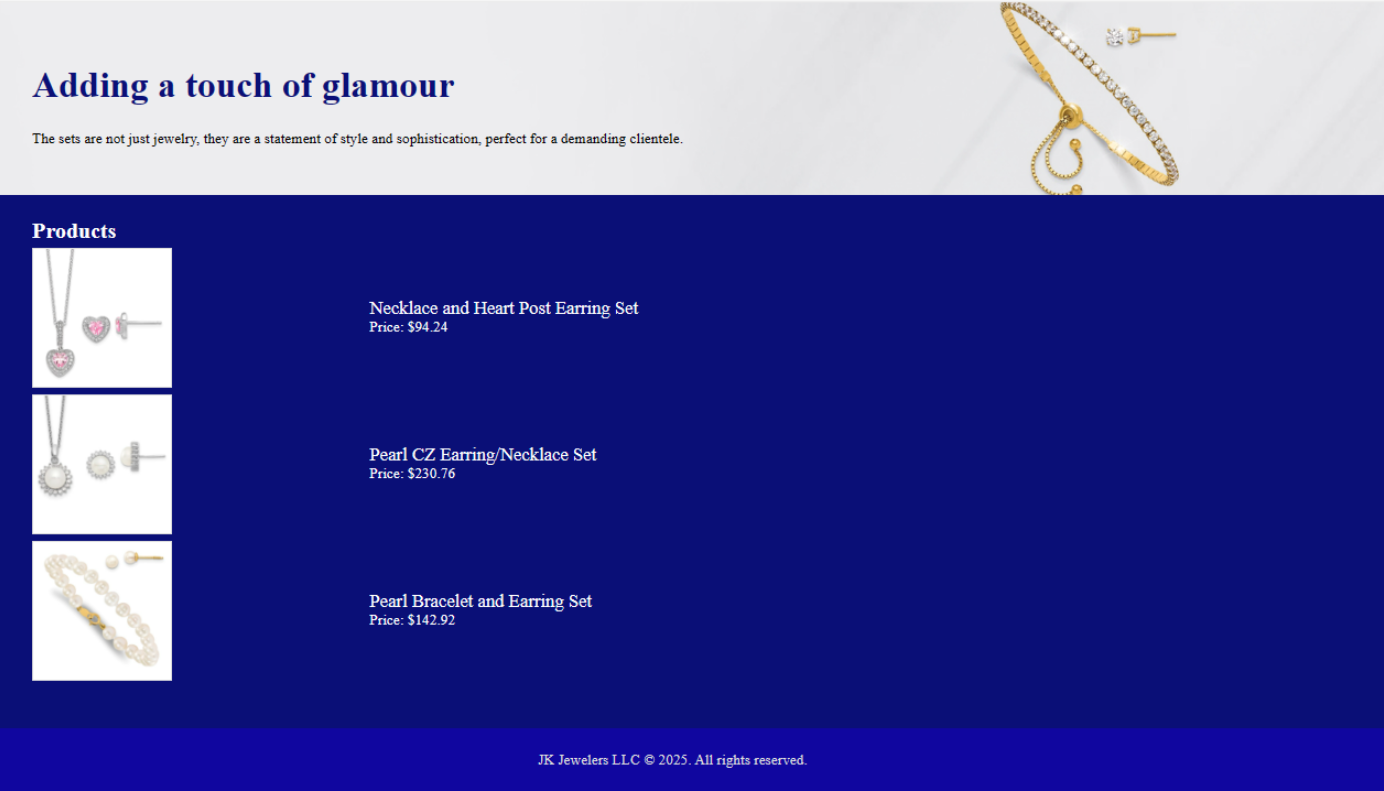 Adding a touch of glamour
The sets are not just jewelry, they are a statement of style and sophistication, perfect for a demanding clientele.
Products
Necklace and Heart Post Earring Set
Price: $94.24
Pearl CZ Earring/Necklace Set
Price: $230.76
Pearl Bracelet and Earring Set
Price: $142.92
JK Jewelers LLC © 2025. All rights reserved.